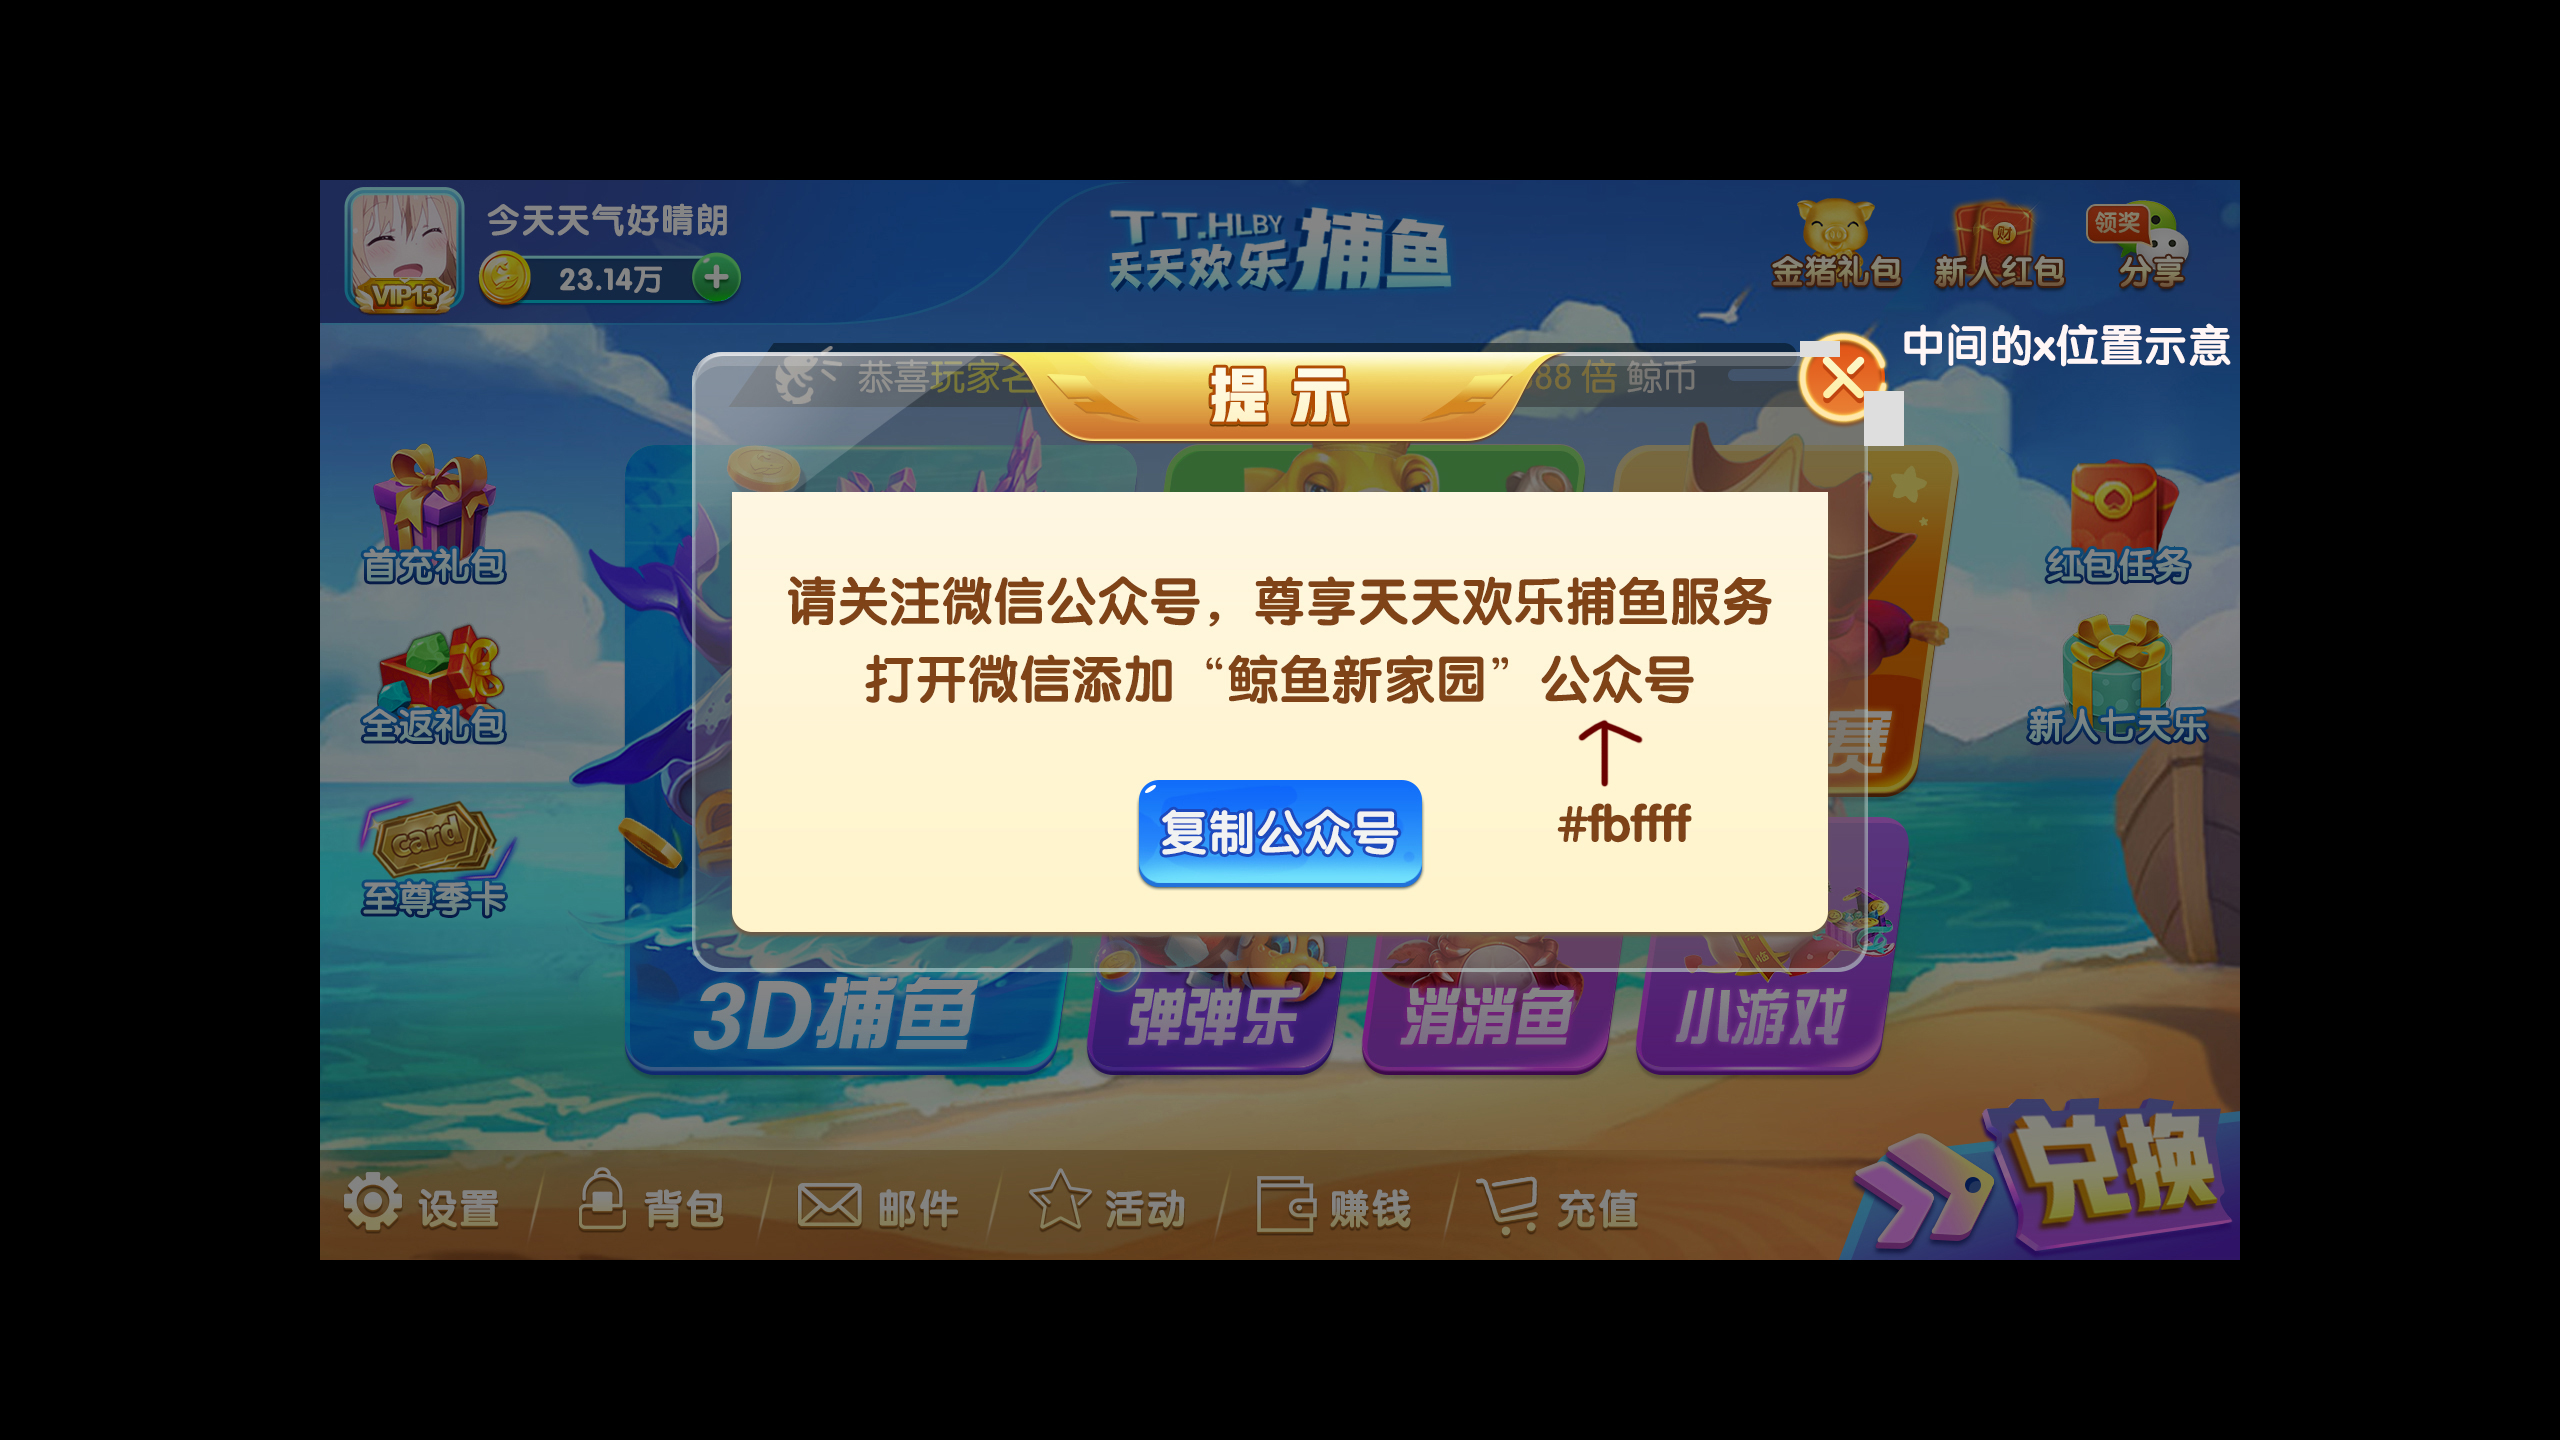 今天天气好晴朗
VIP13
23.14万
TT.HLBY
天天欢乐捕鱼
金猪礼包
财
新人红包
领奖
分享
中间的x位置示意
恭喜玩家名
88 倍 鲸币
提示
首充礼包
全返礼包
card
至尊季卡
红包任务
新人七天乐
请关注微信公众号，尊享天天欢乐捕鱼服务
打开微信添加“鲸鱼新家园”公众号
#fbffff
复制公众号
赛
3D捕鱼
弹弹乐
消消鱼
小游戏
设置
背包
邮件
活动
赚钱
充值
兑换